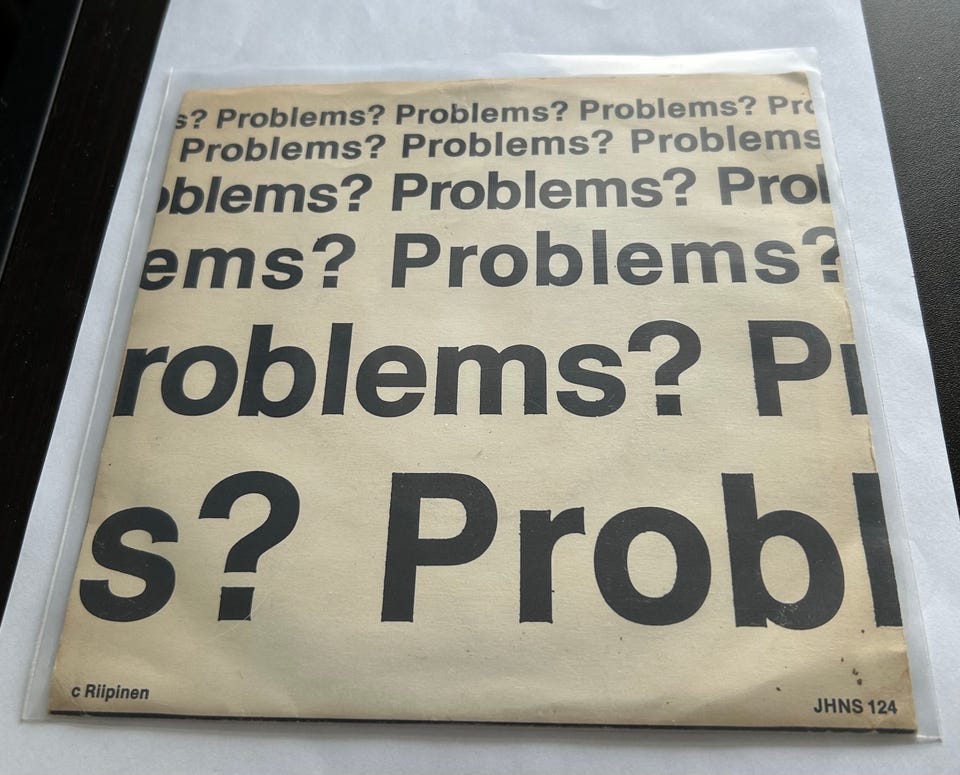 s? Problems? Problems? Problems? Pro
Problems? Problems? Problems
oblems? Problems? Prob
ems? Problems?
roblems? Pr
s? Probl
c Riipinen
JHNS 124